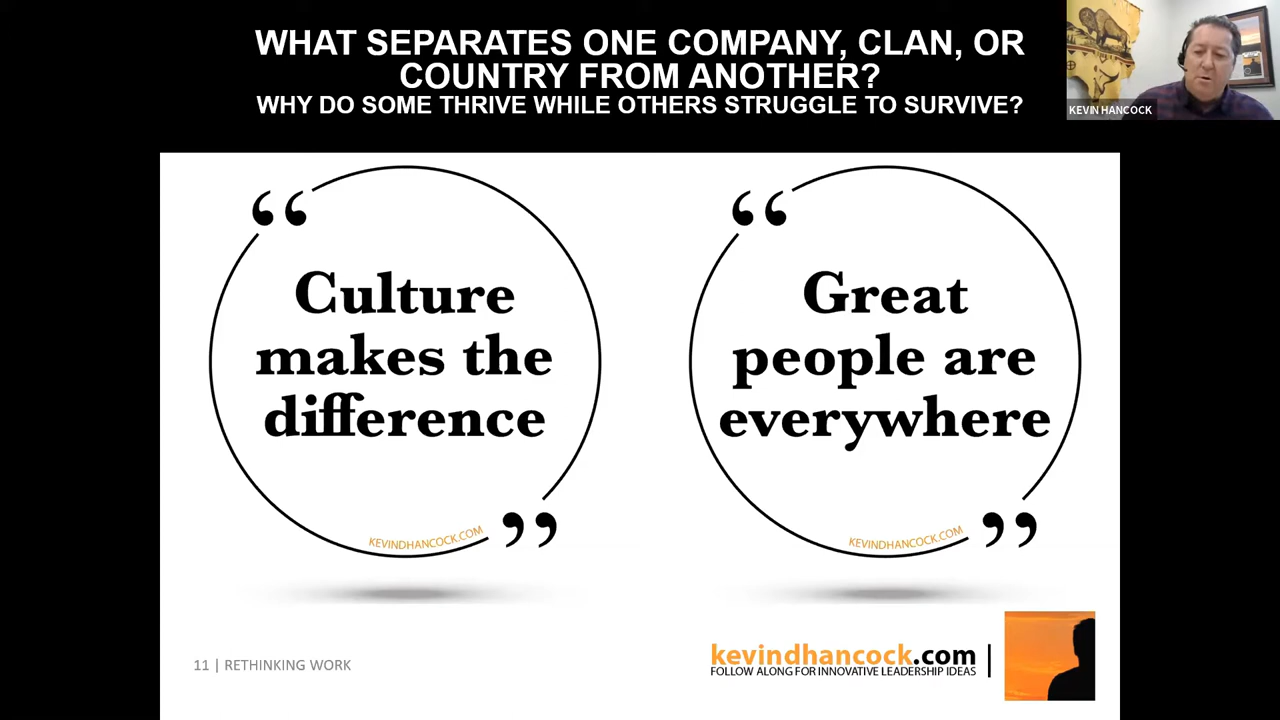 WHAT SEPARATES ONE COMPANY, CLAN, OR
COUNTRY FROM ANOTHER?
WHY DO SOME THRIVE WHILE OTHERS STRUGGLE TO SURVIVE?
KEVIN HANCOCK
“
Culture
makes the
difference
KEVINDHANCOCK.COM
”
“
Great
people are
everywhere
KEVINDHANCOCK.COM
”
11 | RETHINKING WORK
kevindhancock.com |
FOLLOW ALONG FOR INNOVATIVE LEADERSHIP IDEAS